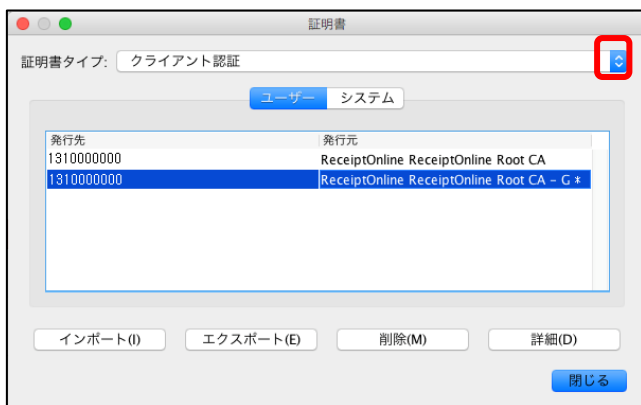 証明書
証明書タイプ: クライアント認証
ユーザー システム
発行先 発行元
1310000000 ReceiptOnline ReceiptOnline Root CA
1310000000 ReceiptOnline ReceiptOnline Root CA – G *
インポート(I) エクスポート(E) 削除(M) 詳細(D)
閉じる